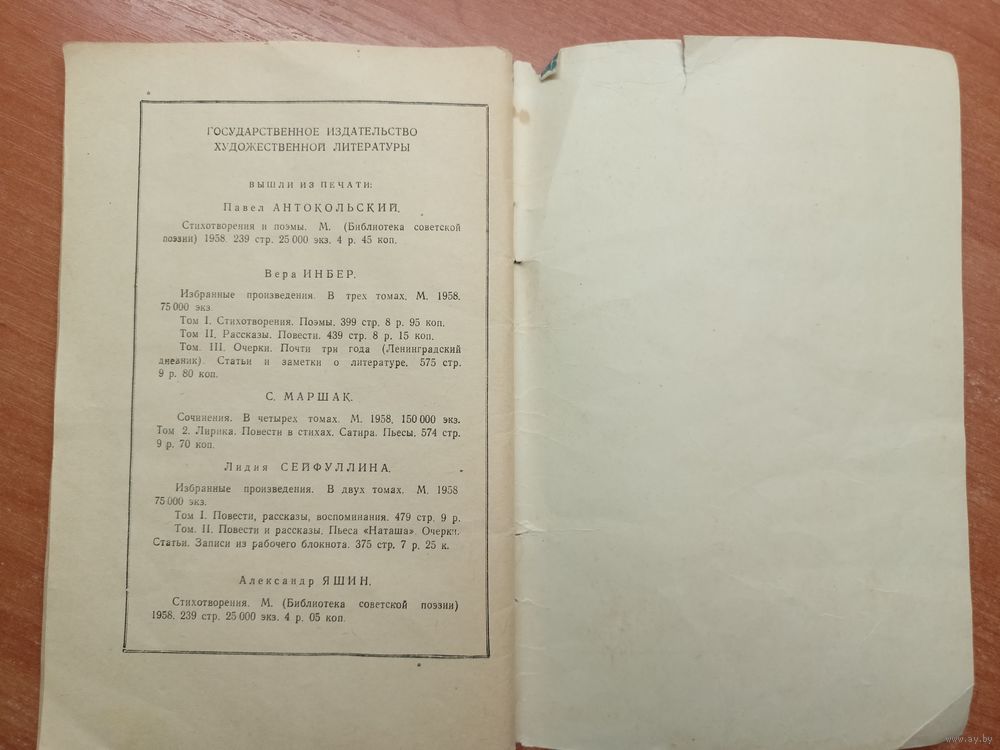 ГОСУДАРСТВЕННОЕ ИЗДАТЕЛЬСТВО
ХУДОЖЕСТВЕННОЙ ЛИТЕРАТУРЫ
ВЫШЛИ ИЗ ПЕЧАТИ:
Павел АНТОКОЛЬСКИЙ.
Стихотворения и поэмы. М. (Библиотека советской
поэзии) 1958. 239 стр. 25 000 экз. 4 р. 45 коп.
Вера ИНБЕР.
Избранные произведения. В трех томах. М. 1958.
75 000 экз.
Том I. Стихотворения. Поэмы. 399 стр. 8 р. 95 коп.
Том II. Рассказы. Повести. 439 стр. 8 р. 15 коп.
Том. III. Очерки. Почти три года (Ленинградский
дневник). Статьи и заметки о литературе. 575 стр.
9 р. 80 коп.
С. МАРШАК.
Сочинения. В четырех томах. М. 1958. 150 000 экз.
Том 2. Лирика. Повести в стихах. Сатира. Пьесы. 574 стр.
9 р. 70 коп.
Лидия СЕЙФУЛЛИНА.
Избранные произведения. В двух томах. М. 1958
75 000 экз.
Том I. Повести, рассказы, воспоминания. 479 стр. 9 р.
Том. II. Повести и рассказы. Пьеса «Наташа». Очерки.
Статьи. Записи из рабочего блокнота. 375 стр. 7 р. 25 к.
Александр ЯШИН.
Стихотворения. М. (Библиотека советской поэзии)
1958. 239 стр. 25 000 экз. 4 р. 05 коп.
www.ay.by